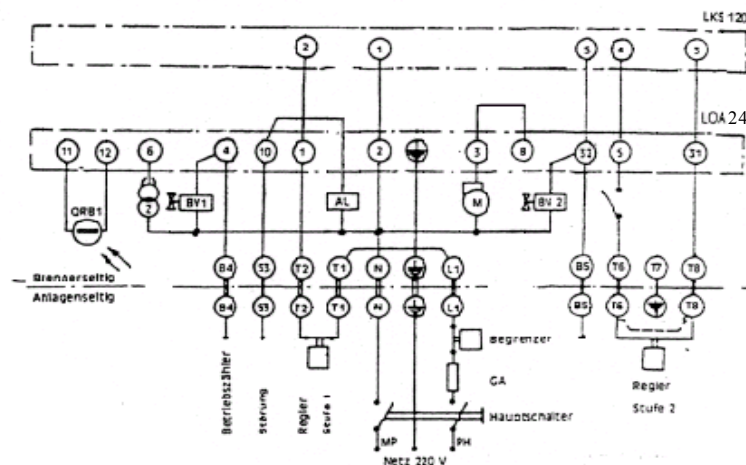 LKS 120
2 1 5 4 3
LOA 24
11 12 6 4 10 1 2 3 8 32 5 31
QRB1 Z BV1 AL M BV 2
B4 S3 T2 T1 N L1 B5 T6 T7 T8
Brennerseitig
Anlagenseitig
B4 S3 T2 T1 N L1 B5 T6 T8
Betriebszähler
Störung
Regler
Stufe 1
Begrenzer
GA
Hauptschalter
MP PH
Netz 220 V
Regler
Stufe 2